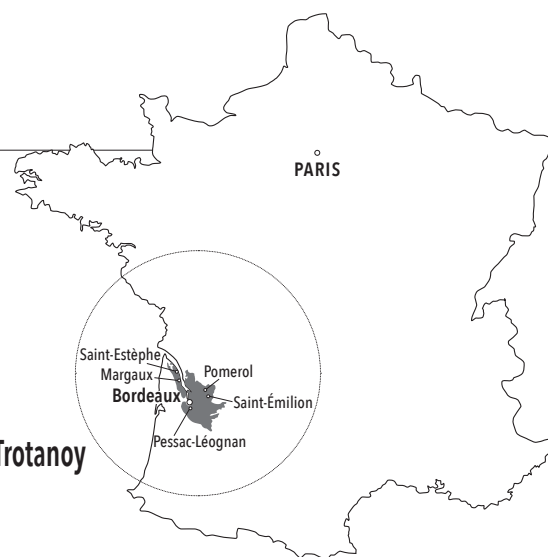 PARIS
Saint-Estèphe
Pomerol
Margaux
Bordeaux
Saint-Émilion
Pessac-Léognan
Trotanoy